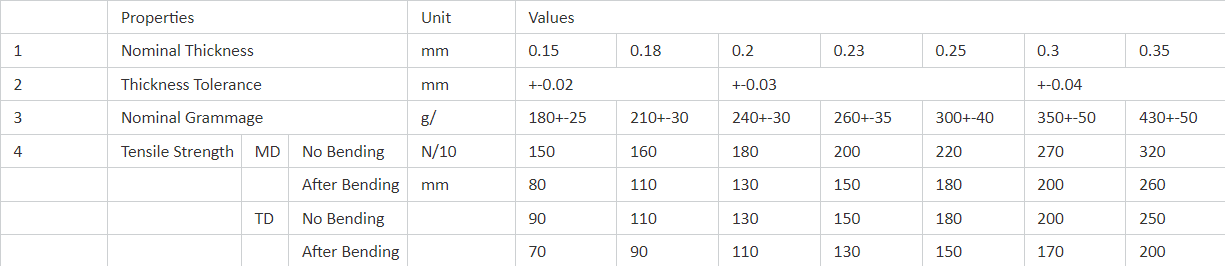 Properties Unit Values
1 Nominal Thickness mm 0.15 0.18 0.2 0.23 0.25 0.3 0.35
2 Thickness Tolerance mm +-0.02 +-0.03 +-0.04
3 Nominal Grammage g/ 180+-25 210+-30 240+-30 260+-35 300+-40 350+-50 430+-50
4 Tensile Strength MD No Bending N/10 150 160 180 200 220 270 320
After Bending mm 80 110 130 150 180 200 260
TD No Bending 90 110 130 150 180 200 250
After Bending 70 90 110 130 150 170 200